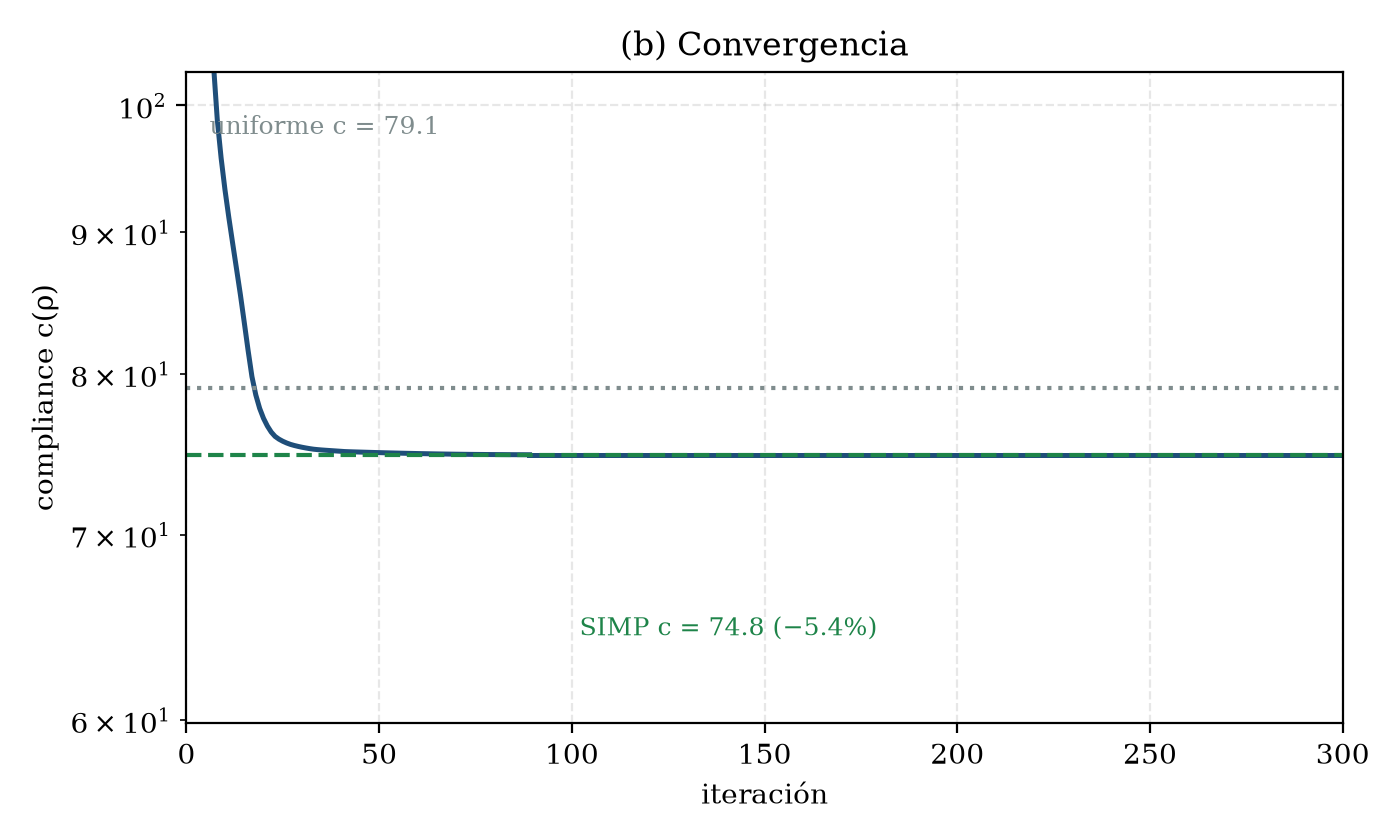 (b) Convergencia
10²
uniforme c = 79.1
9 × 10¹
8 × 10¹
compliance c(ρ)
7 × 10¹
SIMP c = 74.8 (−5.4%)
6 × 10¹
0 50 100 150 200 250 300
iteración